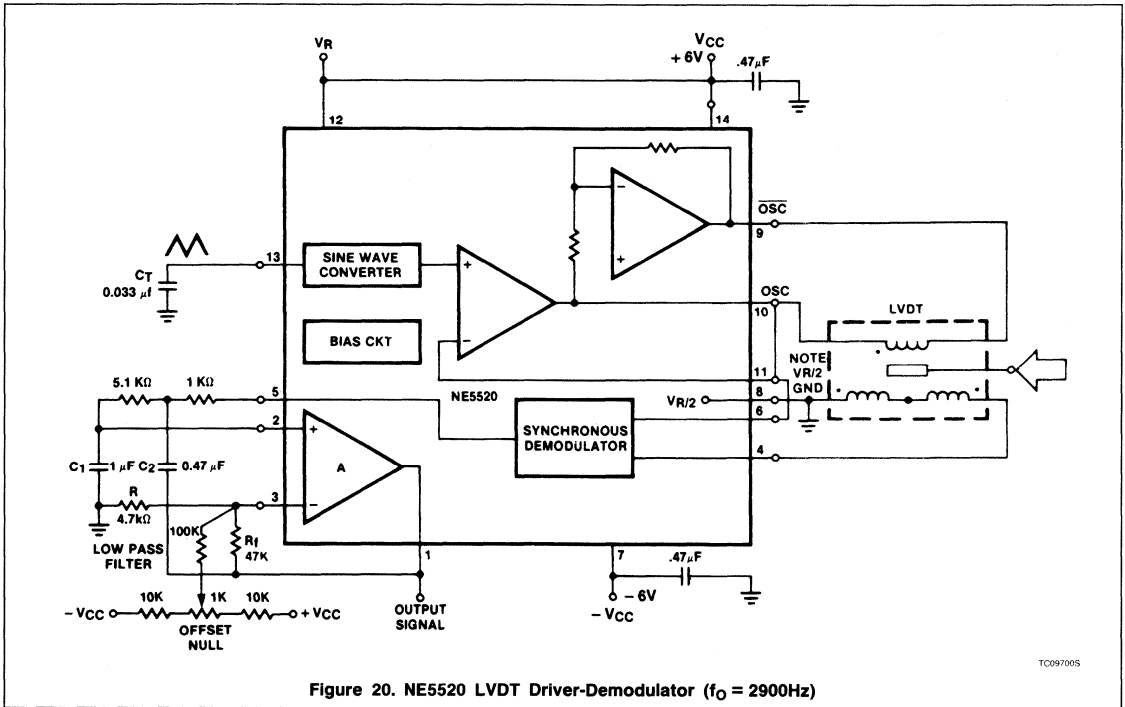 VR
VCC
+ 6V
.47μF
12
14
OSC
9
13
SINE WAVE
CONVERTER
+
−
−
+
CT
0.033 μf
OSC
10
LVDT
BIAS CKT
11
NOTE
VR/2
GND
5.1 KΩ
1 KΩ
5
NE5520
VR/2
8
6
2
SYNCHRONOUS
DEMODULATOR
4
+
A
−
C1
1 μF
C2
0.47 μF
R
4.7kΩ
3
100K
Rf
47K
LOW PASS
FILTER
1
7
.47μF
10K
1K
10K
− VCC
+ VCC
OFFSET
NULL
OUTPUT
SIGNAL
− 6V
− VCC
TC09700S
Figure 20. NE5520 LVDT Driver-Demodulator (fO = 2900Hz)